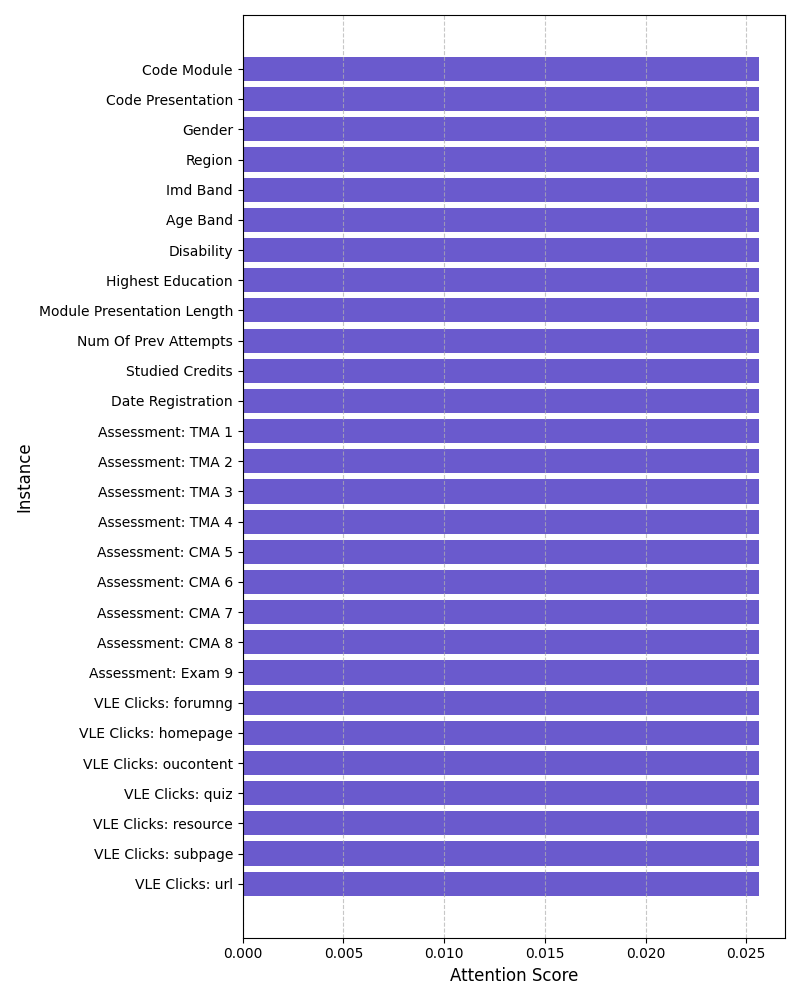 Code Module
Code Presentation
Gender
Region
Imd Band
Age Band
Disability
Highest Education
Module Presentation Length
Num Of Prev Attempts
Studied Credits
Date Registration
Assessment: TMA 1
Assessment: TMA 2
Assessment: TMA 3
Assessment: TMA 4
Assessment: CMA 5
Assessment: CMA 6
Assessment: CMA 7
Assessment: CMA 8
Assessment: Exam 9
VLE Clicks: forumng
VLE Clicks: homepage
VLE Clicks: oucontent
VLE Clicks: quiz
VLE Clicks: resource
VLE Clicks: subpage
VLE Clicks: url
Instance
0.000 0.005 0.010 0.015 0.020 0.025
Attention Score